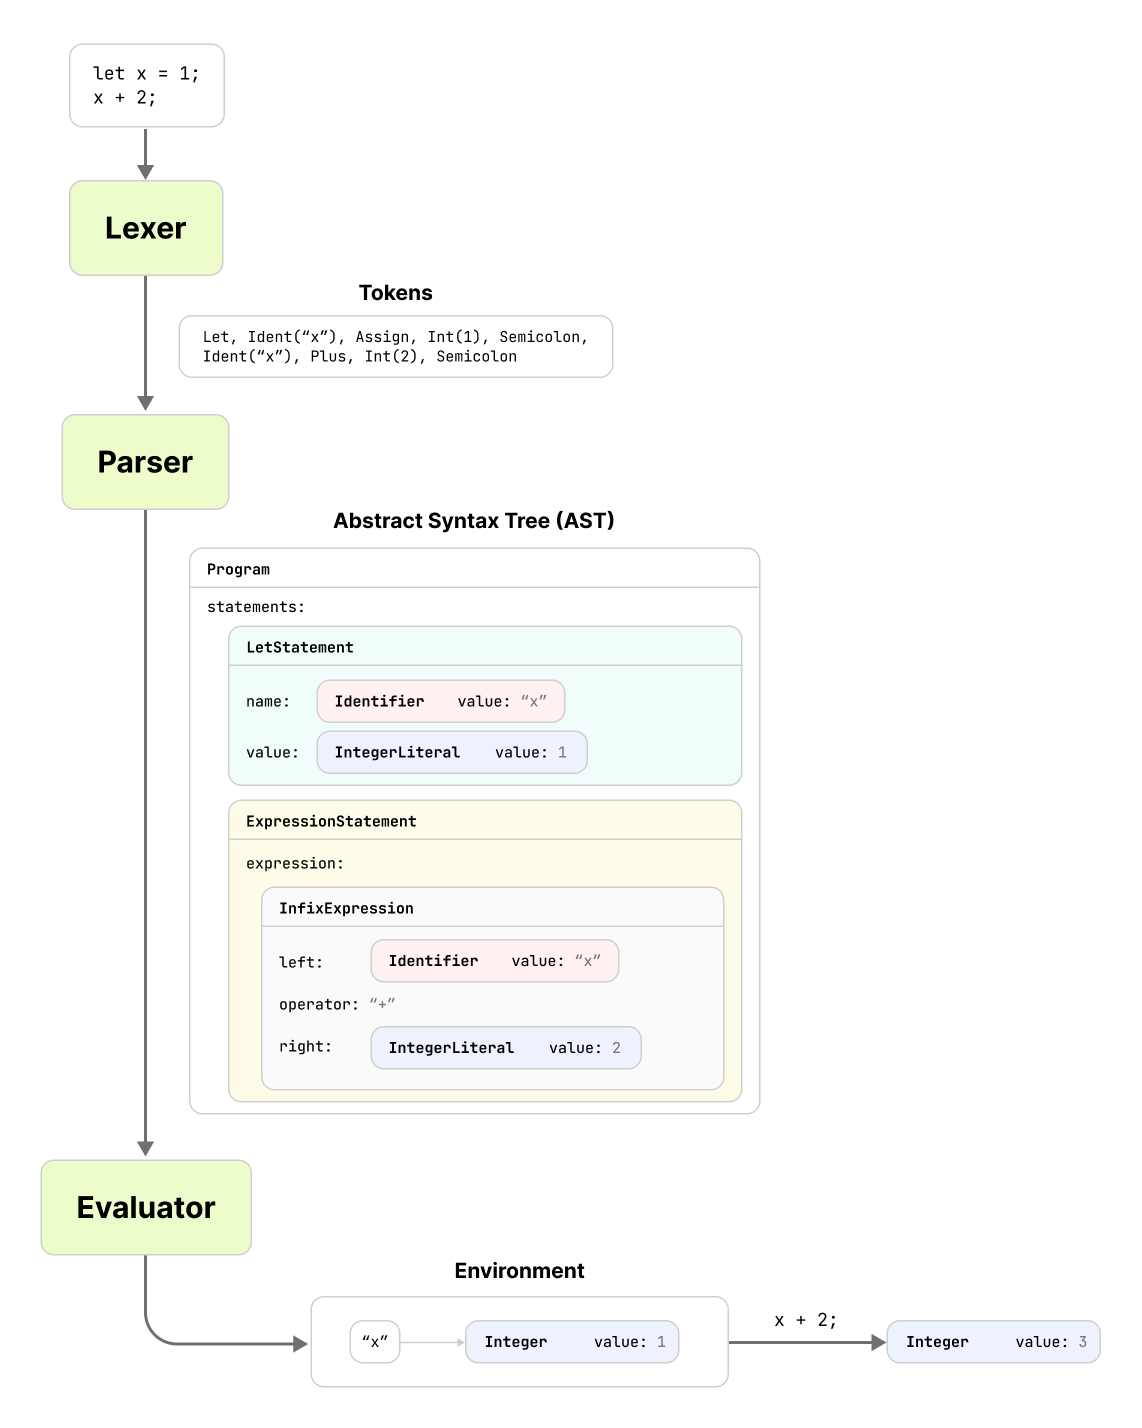 let x = 1;
x + 2;
Lexer
Tokens
Let, Ident(“x”), Assign, Int(1), Semicolon,
Ident(“x”), Plus, Int(2), Semicolon
Parser
Abstract Syntax Tree (AST)
Program
statements:
LetStatement
name: Identifier value: “x”
value: IntegerLiteral value: 1
ExpressionStatement
expression:
InfixExpression
left: Identifier value: “x”
operator: “+”
right: IntegerLiteral value: 2
Evaluator
Environment
“x” Integer value: 1
x + 2;
Integer value: 3